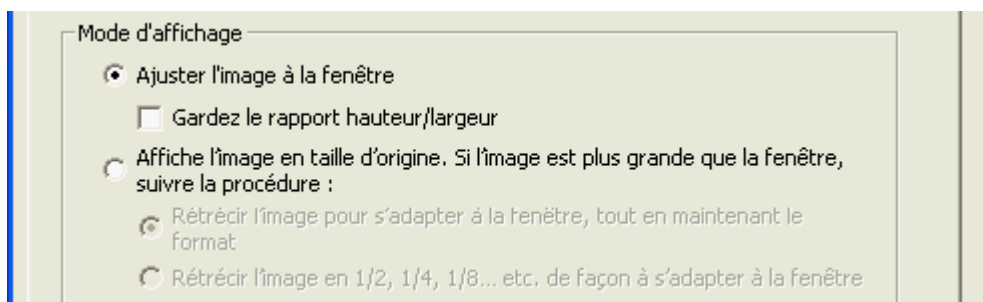 Mode d'affichage
Ajuster l'image à la fenêtre
Gardez le rapport hauteur/largeur
Affiche l'image en taille d'origine. Si l'image est plus grande que la fenêtre,
suivre la procédure :
Rétrécir l'image pour s'adapter à la fenêtre, tout en maintenant le
format
Rétrécir l'image en 1/2, 1/4, 1/8... etc. de façon à s'adapter à la fenêtre